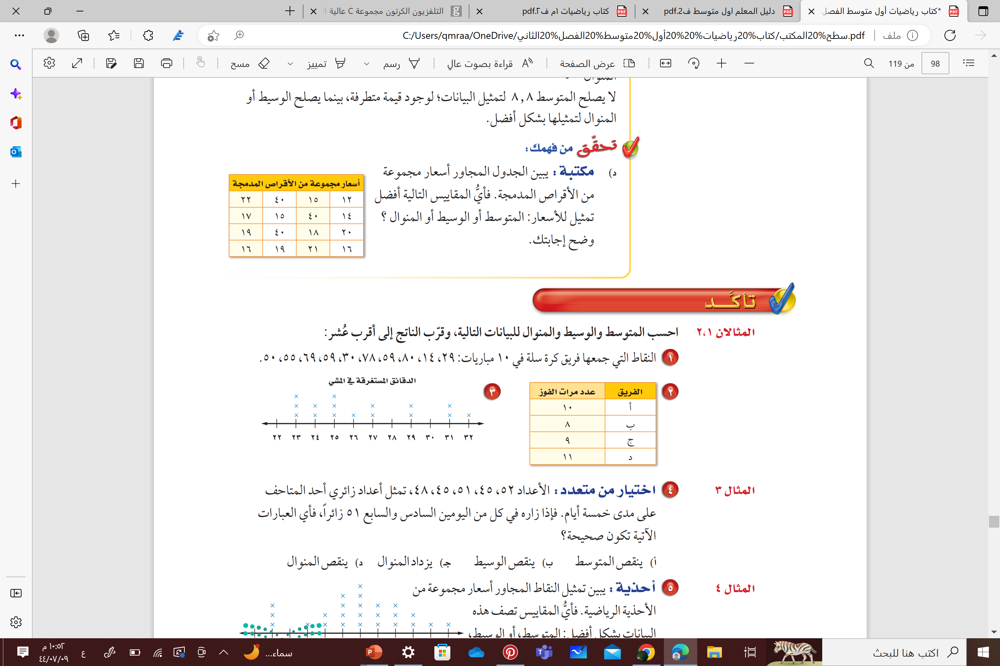 *كتاب رياضيات أول متوسط الفصل
دليل المعلم اول متوسط ف2.pdf
كتاب رياضيات ١م ف٢.pdf
التلفزيون الكرتون مجموعة C عالية
ملف
C:/Users/qmraa/OneDrive/سطح%20المكتب/كتاب%20رياضيات%20%20أول%20متوسط%20الفصل%20الثاني.pdf
98
من 119
عرض الصفحة
قراءة بصوت عالٍ
رسم
تمييز
مسح
المنوال
لا يصلح المتوسط ٨,٨ لتمثيل البيانات؛ لوجود قيمة متطرفة، بينما يصلح الوسيط أو
المنوال لتمثيلها بشكل أفضل.
تحقّق من فهمك:
د) مكتبة: يبين الجدول المجاور أسعار مجموعة
من الأقراص المدمجة. فأيُّ المقاييس التالية أفضل
تمثيل للأسعار: المتوسط أو الوسيط أو المنوال ؟
وضح إجابتك.
أسعار مجموعة من الأقراص المدمجة
١٢ ١٥ ٤٠ ٢٢
١٤ ٤٠ ١٥ ١٧
٢٠ ١٨ ٤٠ ١٩
١٦ ٢١ ١٩ ١٦
تأكَّـــد
المثالان ٢،١
احسب المتوسط والوسيط والمنوال للبيانات التالية، وقرّب الناتج إلى أقرب عُشر:
١ النقاط التي جمعها فريق كرة سلة في ١٠ مباريات: ٢٩، ١٤، ٨٠، ٥٩، ٧٨، ٣٠، ٥٩، ٦٩، ٥٥، ٥٠.
٢
الفريق عدد مرات الفوز
أ ١٠
ب ٨
ج ٩
د ١١
٣
الدقائق المستغرقة في المشي
٢٢ ٢٣ ٢٤ ٢٥ ٢٦ ٢٧ ٢٨ ٢٩ ٣٠ ٣١ ٣٢
المثال ٣
٤ اختيار من متعدد: الأعداد ٥٢، ٤٥، ٥١، ٤٥، ٤٨، تمثل أعداد زائري أحد المتاحف
على مدى خمسة أيام. فإذا زاره في كل من اليومين السادس والسابع ٥١ زائراً، فأي العبارات
الآتية تكون صحيحة؟
أ) ينقص المتوسط ب) ينقص الوسيط جـ) يزداد المنوال د) ينقص المنوال
المثال ٤
٥ أحذية: يبين تمثيل النقاط المجاور أسعار مجموعة من
الأحذية الرياضية. فأيُّ المقاييس تصف هذه
البيانات بشكل أفضل: المتوسط، أو الوسيط،
اكتب هنا للبحث
سماء...
ع
١٠:٥٢ م
٤٤/٠٧/٠٩